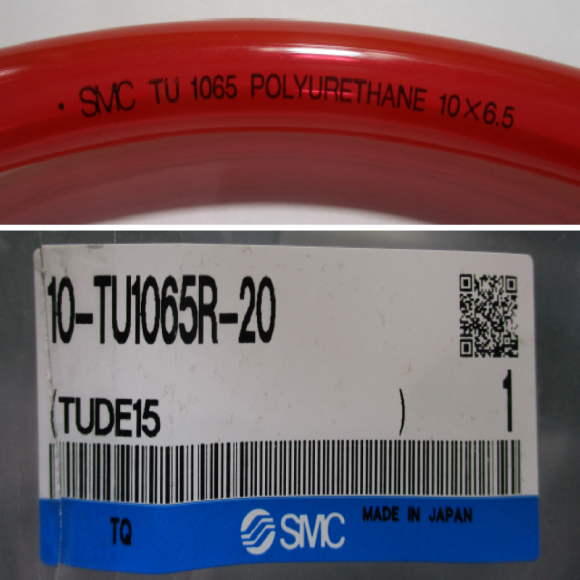 • SMC TU 1065 POLYURETHANE 10×6.5
10-TU1065R-20
(TUDE15 ) 1
TQ SMC MADE IN JAPAN